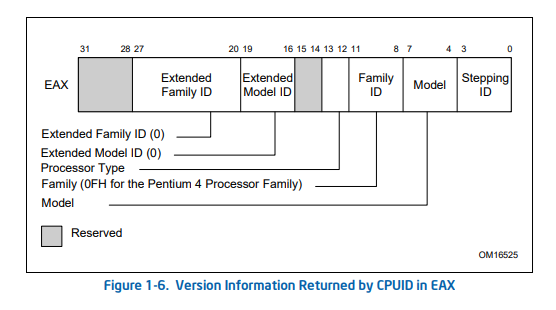 31 28 27 20 19 16 15 14 13 12 11 8 7 4 3 0
EAX
Extended
Family ID
Extended
Model ID
Family
ID
Model
Stepping
ID
Extended Family ID (0)
Extended Model ID (0)
Processor Type
Family (0FH for the Pentium 4 Processor Family)
Model
Reserved
OM16525
Figure 1-6. Version Information Returned by CPUID in EAX